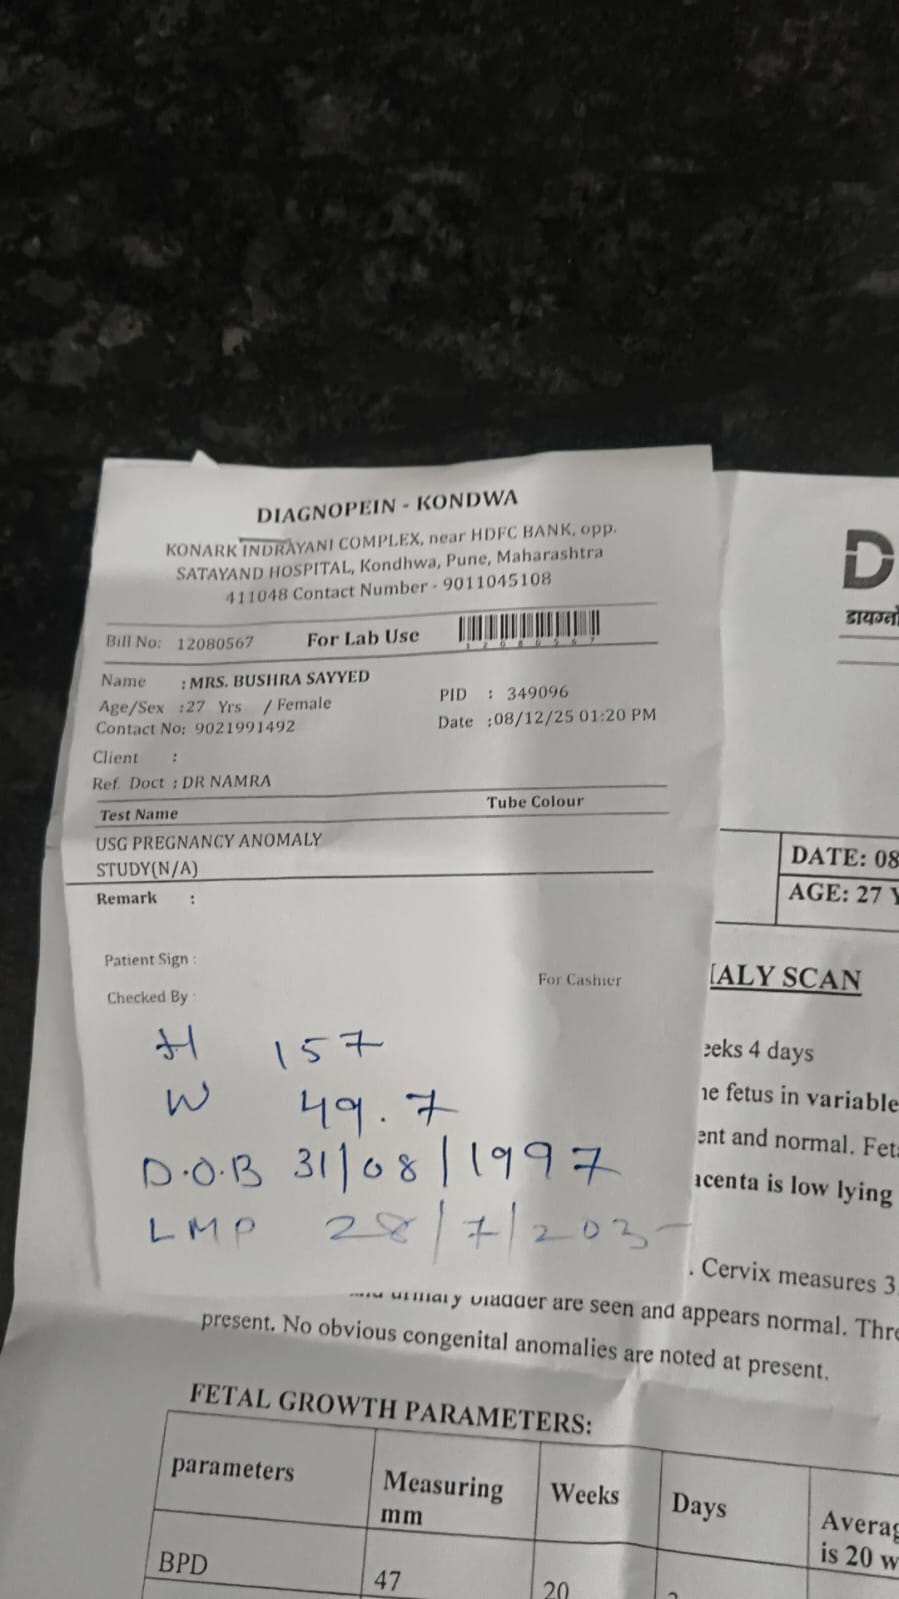 DIAGNOPEIN - KONDWA
KONARK INDRAYANI COMPLEX, near HDFC BANK, opp.
SATAYAND HOSPITAL, Kondhwa, Pune, Maharashtra
411048 Contact Number - 9011045108
Bill No: 12080567 For Lab Use
12080567
Name : MRS. BUSHRA SAYYED
Age/Sex :27 Yrs / Female PID : 349096
Contact No: 9021991492 Date :08/12/25 01:20 PM
Client :
Ref. Doct : DR NAMRA
Test Name Tube Colour
USG PREGNANCY ANOMALY
STUDY(N/A)
Remark :
Patient Sign :
Checked By : For Cashier
H 157
W 49.7
D.O.B 31/08/1997
LMP 28/7/203-
D
डायग्नो
DATE: 08
AGE: 27 Y
ALY SCAN
eeks 4 days
he fetus in variable
ent and normal. Feta
acenta is low lying
. Cervix measures 3
urinary bladder are seen and appears normal. Thre
present. No obvious congenital anomalies are noted at present.
FETAL GROWTH PARAMETERS:
parameters Measuring mm Weeks Days Averag
is 20 w
BPD 47 20